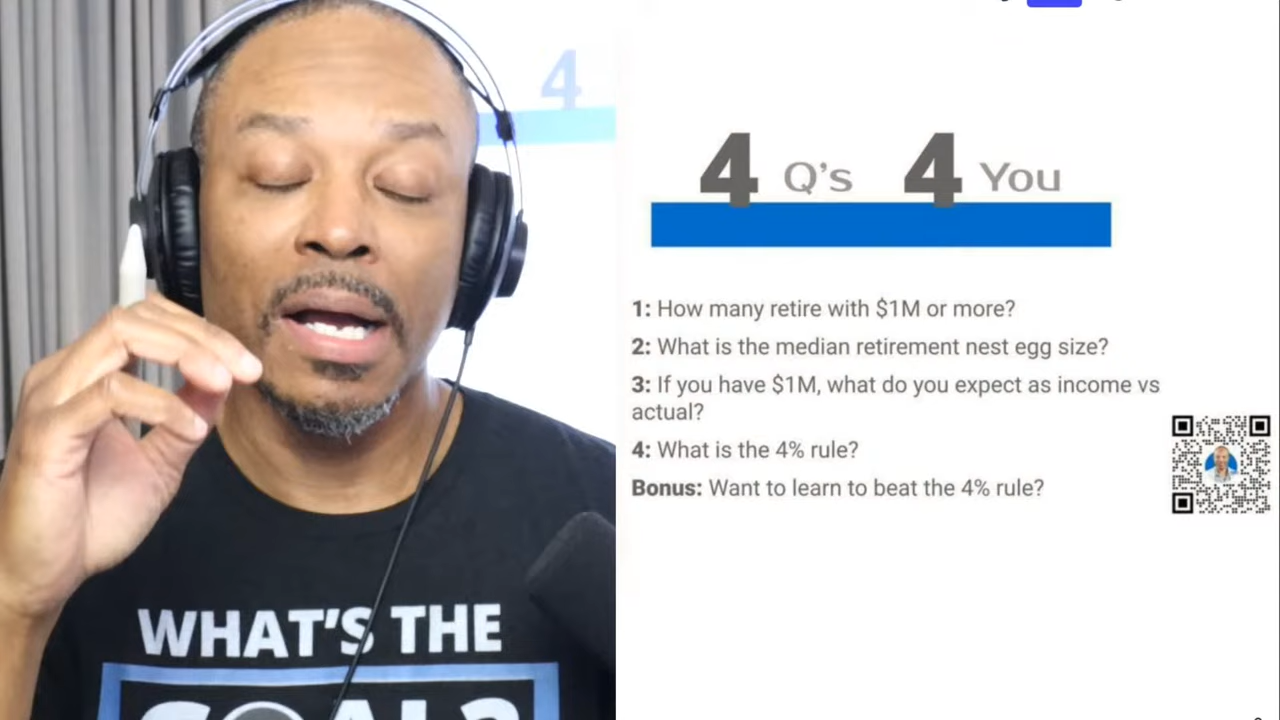 4
4 Q's 4 You
1: How many retire with $1M or more?
2: What is the median retirement nest egg size?
3: If you have $1M, what do you expect as income vs
actual?
4: What is the 4% rule?
Bonus: Want to learn to beat the 4% rule?
WHAT'S THE
GOAL?